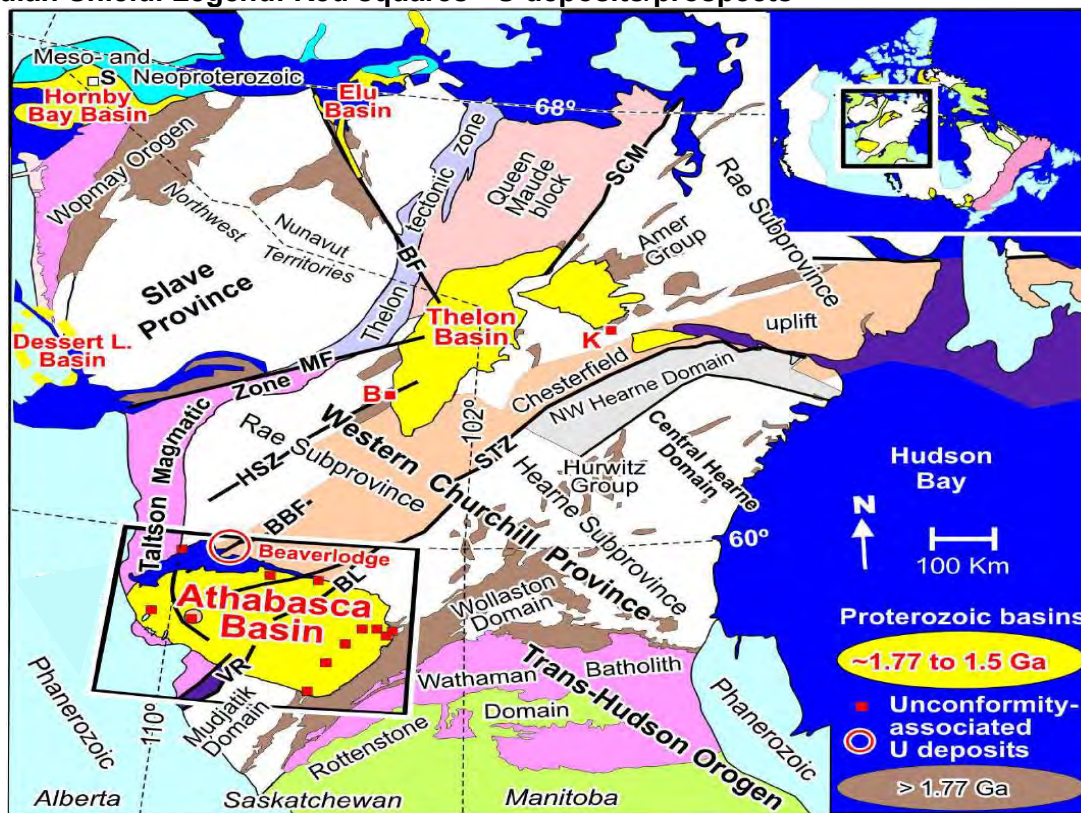 Meso- and
S Neoproterozoic
Hornby
Bay Basin
Elu
Basin
68º
Wopmay Orogen
Northwest
Territories
Nunavut
Slave
Province
Thelon
tectonic
zone
BF
Queen
Maude
block
SCM
Amer
Group
Rae Subprovince
Thelon
Basin
K
uplift
Chesterfield
Dessert L.
Basin
MF
B
NW Hearne Domain
Central Hearne
Domain
Taltson Magmatic Zone
Rae Subprovince
HSZ
102º
STZ
Western Churchill Province
Hearne Subprovince
Hurwitz
Group
Hudson
Bay
N
100 Km
60º
BBF
Beaverlodge
BL
Athabasca
Basin
Wollaston
Domain
VR
Mudjatik
Domain
110º
Wathaman Batholith
Rottenstone Domain
Trans-Hudson Orogen
Phanerozoic
Phanerozoic
Alberta
Saskatchewan
Manitoba
Proterozoic basins
~1.77 to 1.5 Ga
Unconformity-
associated
U deposits
> 1.77 Ga